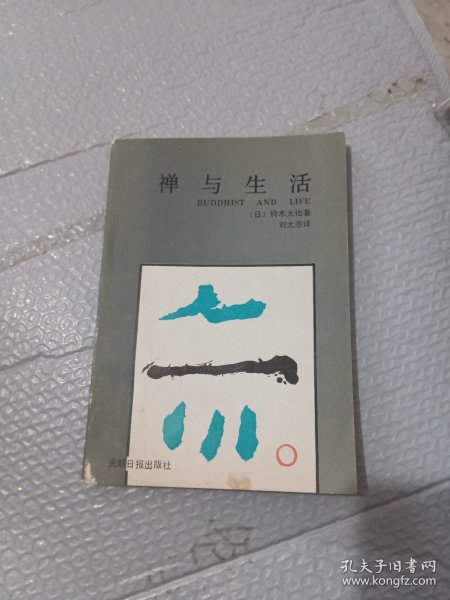 禅与生活
BUDDHIST AND LIFE
(日)铃木大拙著
刘大悲译
光明日报出版社
孔夫子旧书网
www.kongfz.com